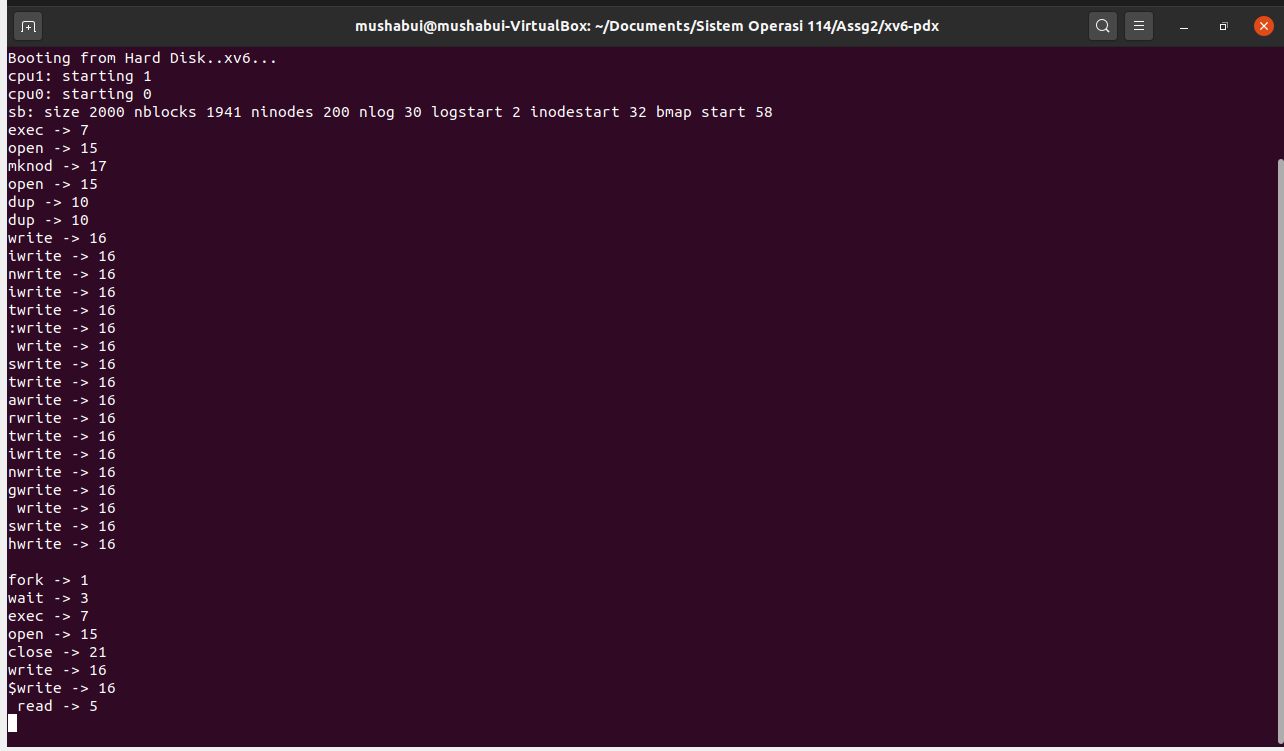 mushabui@mushabui-VirtualBox: ~/Documents/Sistem Operasi 114/Assg2/xv6-pdx
Booting from Hard Disk..xv6...
cpu1: starting 1
cpu0: starting 0
sb: size 2000 nblocks 1941 ninodes 200 nlog 30 logstart 2 inodestart 32 bmap start 58
exec -> 7
open -> 15
mknod -> 17
open -> 15
dup -> 10
dup -> 10
write -> 16
iwrite -> 16
nwrite -> 16
iwrite -> 16
twrite -> 16
:write -> 16
 write -> 16
swrite -> 16
twrite -> 16
awrite -> 16
rwrite -> 16
twrite -> 16
iwrite -> 16
nwrite -> 16
gwrite -> 16
 write -> 16
swrite -> 16
hwrite -> 16

fork -> 1
wait -> 3
exec -> 7
open -> 15
close -> 21
write -> 16
$write -> 16
 read -> 5